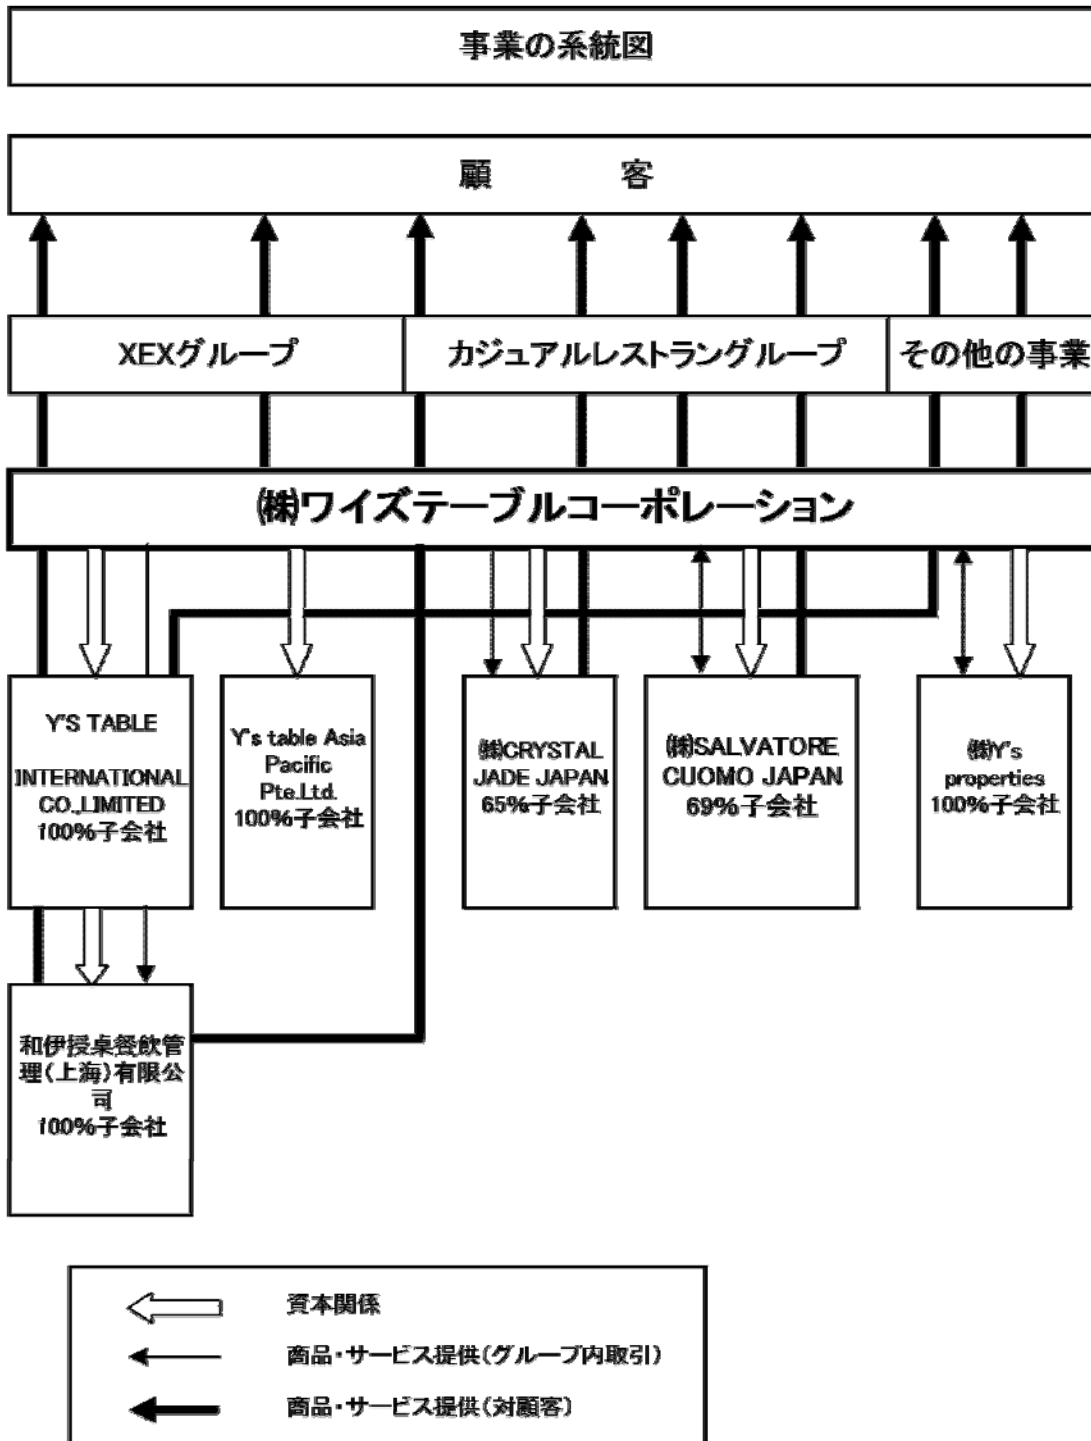 事業の系統図
顧 客
XEXグループ
カジュアルレストラングループ
その他の事業
㈱ワイズテーブルコーポレーション
Y'S TABLE
INTERNATIONAL
CO.,LIMITED
100%子会社
Y's table Asia
Pacific
Pte.Ltd.
100%子会社
㈱CRYSTAL
JADE JAPAN
65%子会社
㈱SALVATORE
CUOMO JAPAN
69%子会社
㈱Y's
properties
100%子会社
和伊授桌餐飲管
理(上海)有限公
司
100%子会社
資本関係
商品・サービス提供(グループ内取引)
商品・サービス提供(対顧客)